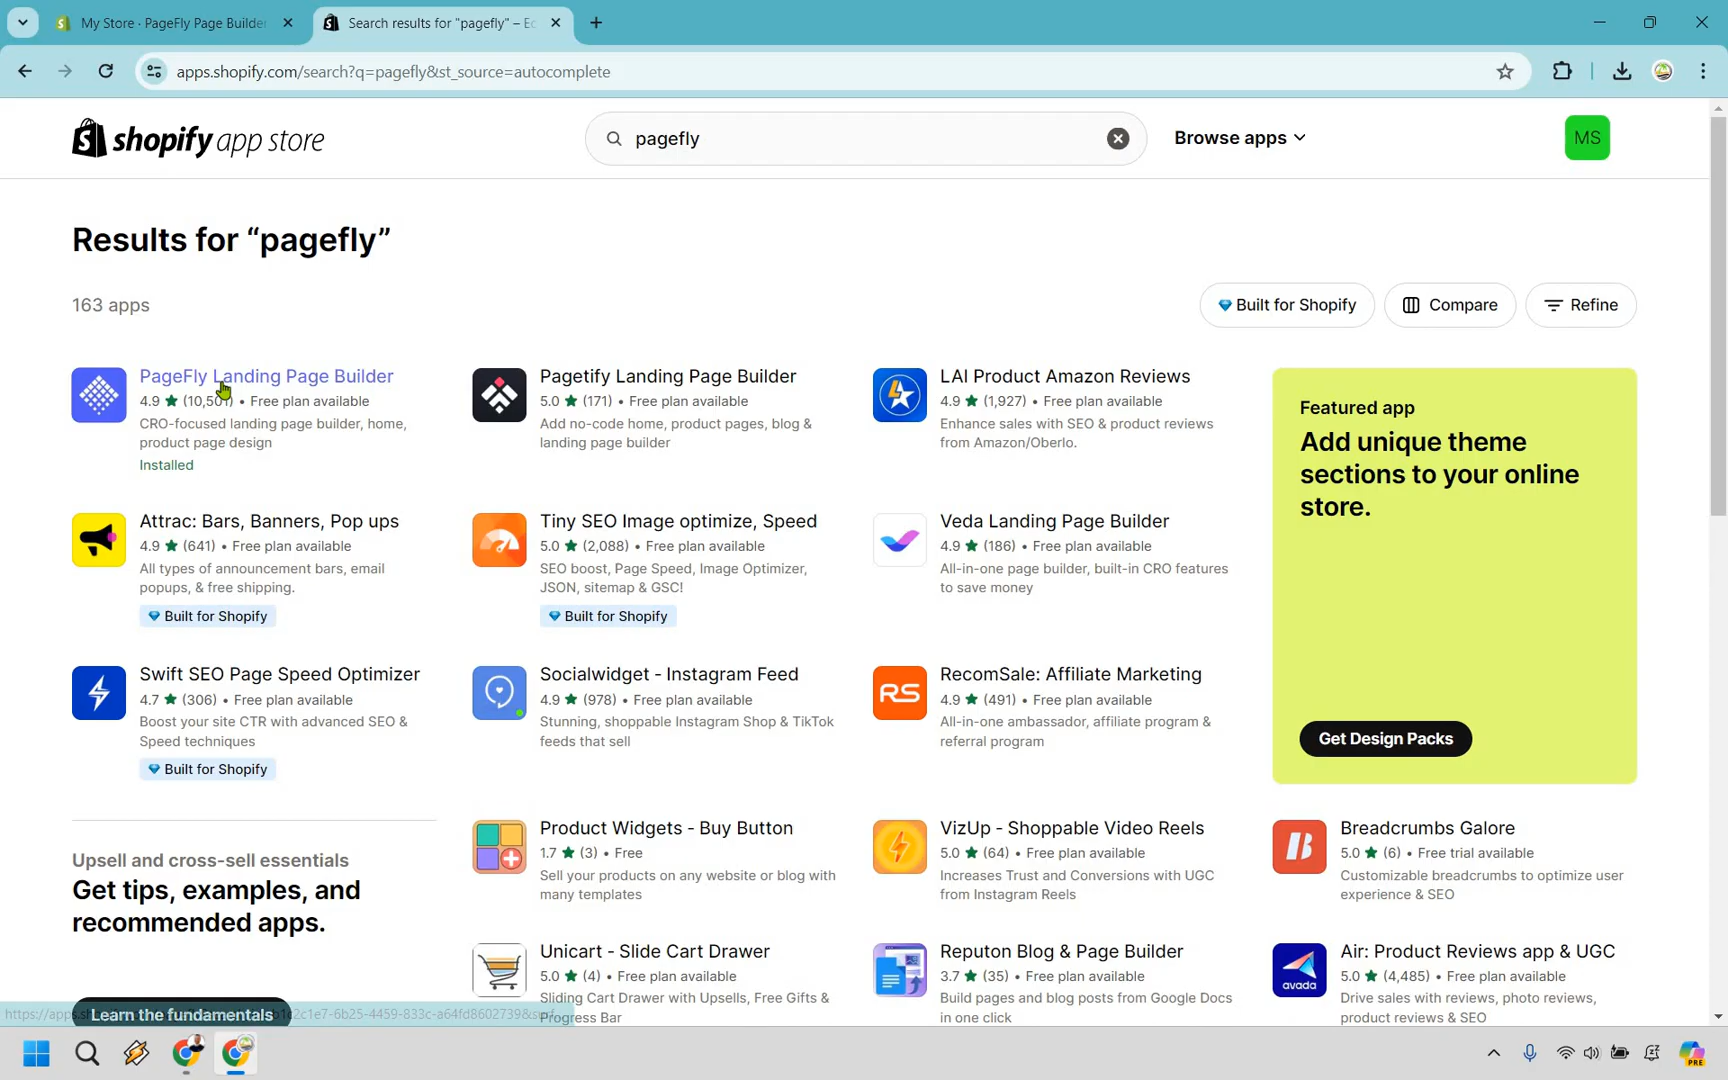 My Store · PageFly Page Builder
Search results for “pagefly” – Ec
apps.shopify.com/search?q=pagefly&st_source=autocomplete
shopify app store
pagefly
Browse apps
MS
Results for “pagefly”
163 apps
Built for Shopify
Compare
Refine
PageFly Landing Page Builder
4.9 ★ (10,501) • Free plan available
CRO-focused landing page builder, home,
product page design
Installed
Pagetify Landing Page Builder
5.0 ★ (171) • Free plan available
Add no-code home, product pages, blog &
landing page builder
LAI Product Amazon Reviews
4.9 ★ (1,927) • Free plan available
Enhance sales with SEO & product reviews
from Amazon/Oberlo.
Featured app
Add unique theme
sections to your online
store.
Get Design Packs
Attrac: Bars, Banners, Pop ups
4.9 ★ (641) • Free plan available
All types of announcement bars, email
popups, & free shipping.
Built for Shopify
Tiny SEO Image optimize, Speed
5.0 ★ (2,088) • Free plan available
SEO boost, Page Speed, Image Optimizer,
JSON, sitemap & GSC!
Built for Shopify
Veda Landing Page Builder
4.9 ★ (186) • Free plan available
All-in-one page builder, built-in CRO features
to save money
Swift SEO Page Speed Optimizer
4.7 ★ (306) • Free plan available
Boost your site CTR with advanced SEO &
Speed techniques
Built for Shopify
Socialwidget - Instagram Feed
4.9 ★ (978) • Free plan available
Stunning, shoppable Instagram Shop & TikTok
feeds that sell
RS
RecomSale: Affiliate Marketing
4.9 ★ (491) • Free plan available
All-in-one ambassador, affiliate program &
referral program
Upsell and cross-sell essentials
Get tips, examples, and
recommended apps.
Learn the fundamentals
Product Widgets - Buy Button
1.7 ★ (3) • Free
Sell your products on any website or blog with
many templates
VizUp - Shoppable Video Reels
5.0 ★ (64) • Free plan available
Increases Trust and Conversions with UGC
from Instagram Reels
Breadcrumbs Galore
5.0 ★ (6) • Free trial available
Customizable breadcrumbs to optimize user
experience & SEO
Unicart - Slide Cart Drawer
5.0 ★ (4) • Free plan available
Sliding Cart Drawer with Upsells, Free Gifts &
Progress Bar
Reputon Blog & Page Builder
3.7 ★ (35) • Free plan available
Build pages and blog posts from Google Docs
in one click
avada
Air: Product Reviews app & UGC
5.0 ★ (4,485) • Free plan available
Drive sales with reviews, photo reviews,
product reviews & SEO
PRE